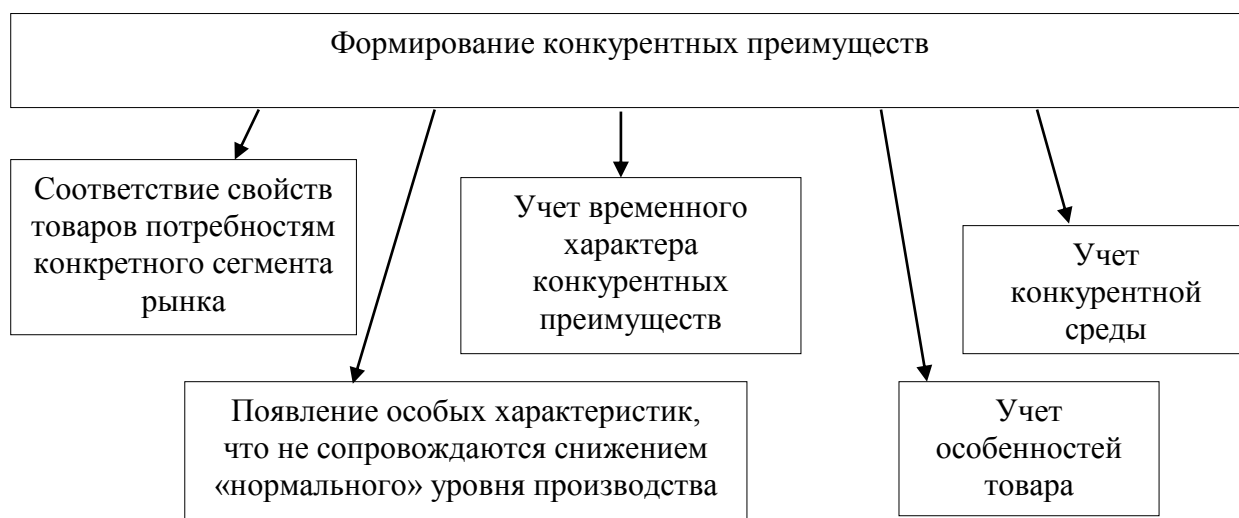 Формирование конкурентных преимуществ
Соответствие свойств
товаров потребностям
конкретного сегмента
рынка
Учет временного
характера
конкурентных
преимуществ
Учет
конкурентной
среды
Появление особых характеристик,
что не сопровождаются снижением
«нормального» уровня производства
Учет
особенностей
товара